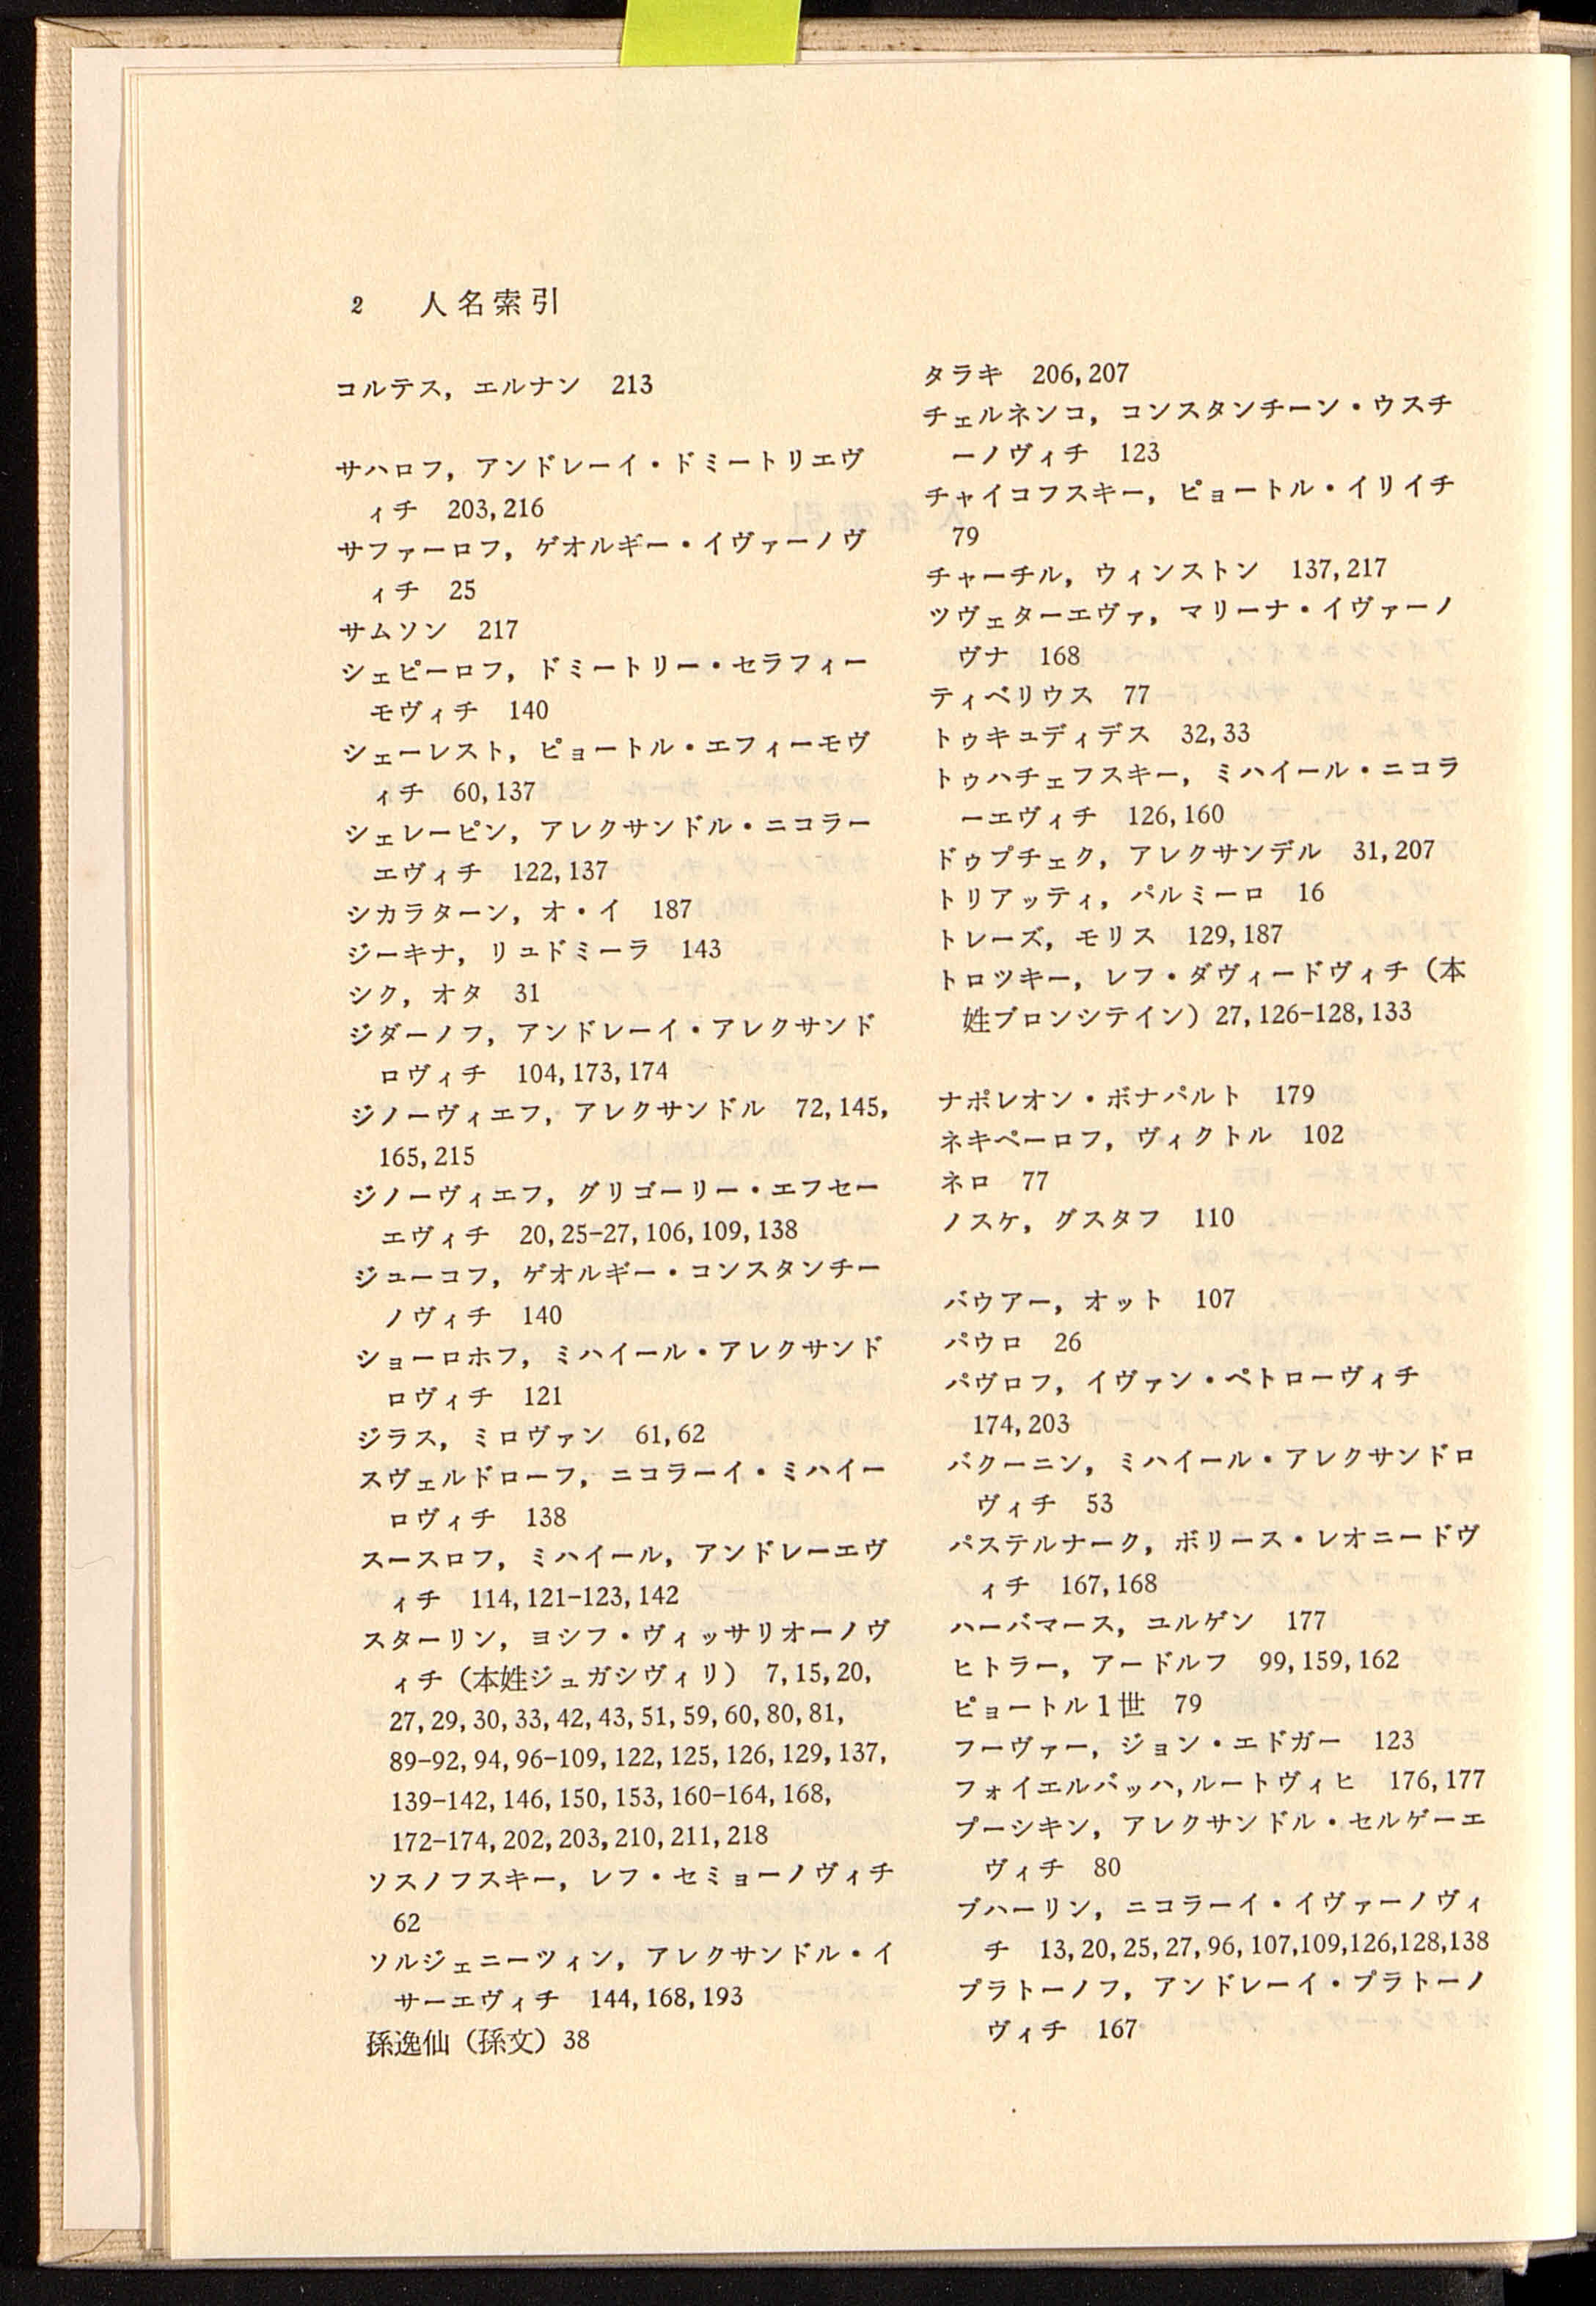 2　人名索引
コルテス，エルナン　213
サハロフ，アンドレーイ・ドミートリエヴ
ィチ　203,216
サファーロフ，ゲオルギー・イヴァーノヴ
ィチ　25
サムソン　217
シェピーロフ，ドミートリー・セラフィー
モヴィチ　140
シェーレスト，ピョートル・エフィーモヴ
ィチ　60,137
シェレーピン，アレクサンドル・ニコラー
エヴィチ　122,137
シカラターン，オ・イ　187
ジーキナ，リュドミーラ　143
シク，オタ　31
ジダーノフ，アンドレーイ・アレクサンド
ロヴィチ　104,173,174
ジノーヴィエフ，アレクサンドル　72,145,
165,215
ジノーヴィエフ，グリゴーリー・エフセー
エヴィチ　20,25-27,106,109,138
ジューコフ，ゲオルギー・コンスタンチー
ノヴィチ　140
ショーロホフ，ミハイール・アレクサンド
ロヴィチ　121
ジラス，ミロヴァン　61,62
スヴェルドローフ，ニコラーイ・ミハイー
ロヴィチ　138
スースロフ，ミハイール，アンドレーエヴ
ィチ　114,121-123,142
スターリン，ヨシフ・ヴィッサリオーノヴ
ィチ（本姓ジュガシヴィリ）　7,15,20,
27,29,30,33,42,43,51,59,60,80,81,
89-92,94,96-109,122,125,126,129,137,
139-142,146,150,153,160-164,168,
172-174,202,203,210,211,218
ソスノフスキー，レフ・セミョーノヴィチ
62
ソルジェニーツィン，アレクサンドル・イ
サーエヴィチ　144,168,193
孫逸仙（孫文）38
タラキ　206,207
チェルネンコ，コンスタンチーン・ウスチ
ーノヴィチ　123
チャイコフスキー，ピョートル・イリイチ
79
チャーチル，ウィンストン　137,217
ツヴェターエヴァ，マリーナ・イヴァーノ
ヴナ　168
ティベリウス　77
トゥキュディデス　32,33
トゥハチェフスキー，ミハイール・ニコラ
ーエヴィチ　126,160
ドゥプチェク，アレクサンデル　31,207
トリアッティ，パルミーロ　16
トレーズ，モリス　129,187
トロツキー，レフ・ダヴィードヴィチ（本
姓ブロンシテイン）27,126-128,133
ナポレオン・ボナパルト　179
ネキペーロフ，ヴィクトル　102
ネロ　77
ノスケ，グスタフ　110
バウアー，オット　107
パウロ　26
パヴロフ，イヴァン・ペトローヴィチ
174,203
バクーニン，ミハイール・アレクサンドロ
ヴィチ　53
パステルナーク，ボリース・レオニードヴ
ィチ　167,168
ハーバマース，ユルゲン　177
ヒトラー，アードルフ　99,159,162
ピョートル1世　79
フーヴァー，ジョン・エドガー　123
フォイエルバッハ，ルートヴィヒ　176,177
プーシキン，アレクサンドル・セルゲーエ
ヴィチ　80
ブハーリン，ニコラーイ・イヴァーノヴィ
チ　13,20,25,27,96,107,109,126,128,138
プラトーノフ，アンドレーイ・プラトーノ
ヴィチ　167